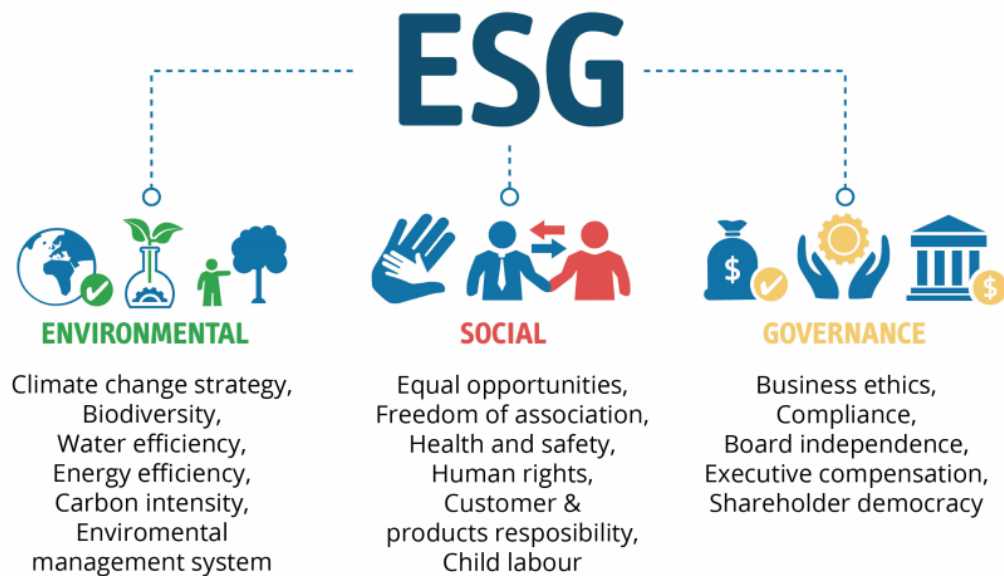 ESG
$
$
ENVIRONMENTAL
Climate change strategy,
Biodiversity,
Water efficiency,
Energy efficiency,
Carbon intensity,
Enviromental
management system
SOCIAL
Equal opportunities,
Freedom of association,
Health and safety,
Human rights,
Customer &
products resposibility,
Child labour
GOVERNANCE
Business ethics,
Compliance,
Board independence,
Executive compensation,
Shareholder democracy